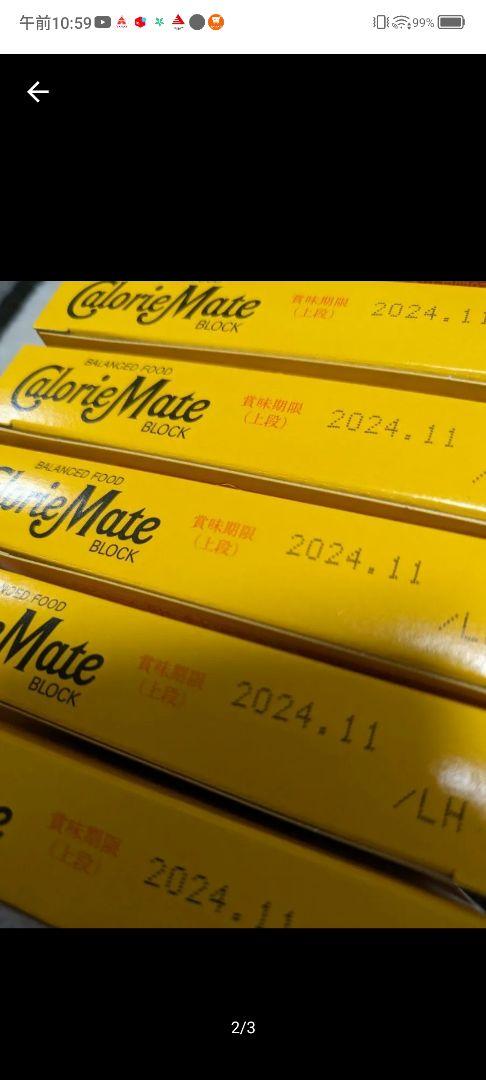 午前10:59
99%
CalorieMate
BLOCK
賞味期限
(上段)
2024.11
BALANCED FOOD
CalorieMate
BLOCK
賞味期限
(上段)
2024.11
BALANCED FOOD
CalorieMate
BLOCK
賞味期限
(上段)
2024.11
/L
FOOD
Mate
BLOCK
賞味期限
(上段)
2024.11
/LH
賞味期限
(上段)
2024.11
2/3